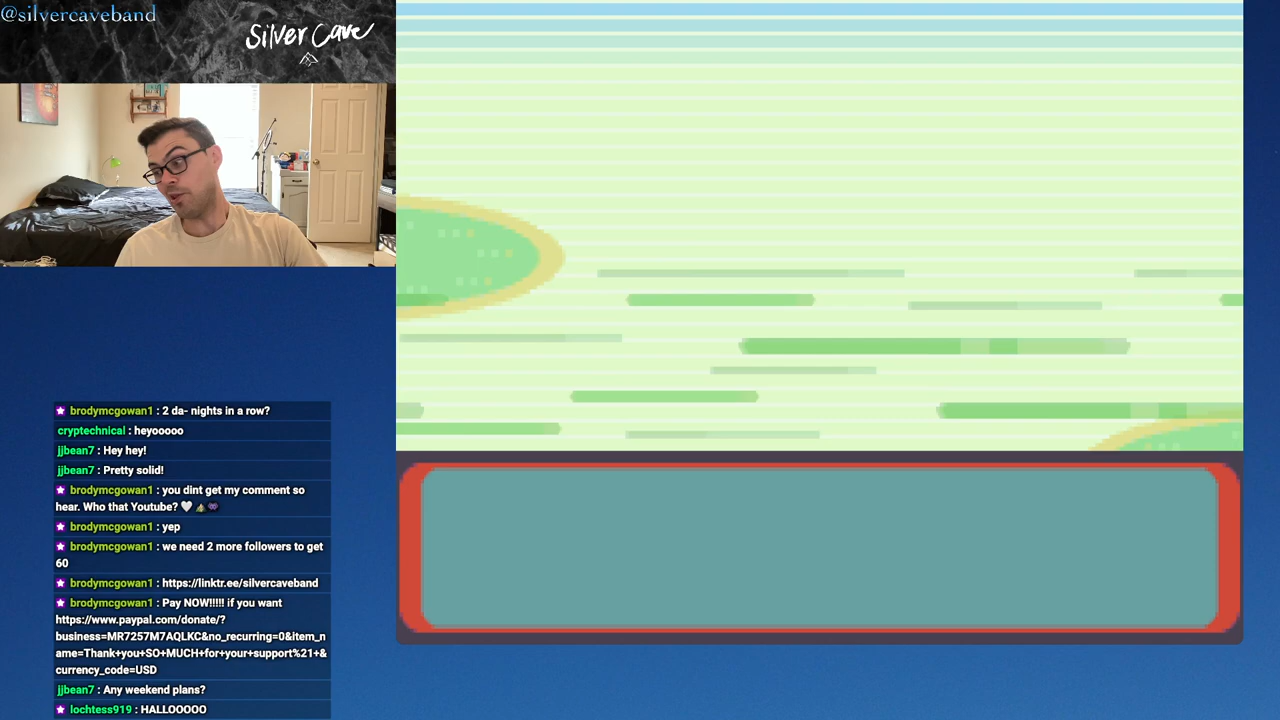 @silvercaveband
Silver Cave
brodymcgowan1 : 2 da- nights in a row?
cryptechnical : heyooooo
jjbean7 : Hey hey!
jjbean7 : Pretty solid!
brodymcgowan1 : you dint get my comment so
hear. Who that Youtube? 🤍
brodymcgowan1 : yep
brodymcgowan1 : we need 2 more followers to get
60
brodymcgowan1 : https://linktr.ee/silvercaveband
brodymcgowan1 : Pay NOW!!!!! if you want
https://www.paypal.com/donate/?
business=MR7257M7AQLKC&no_recurring=0&item_n
ame=Thank+you+SO+MUCH+for+your+support%21+&
currency_code=USD
jjbean7 : Any weekend plans?
lochtess919 : HALLOOOOO